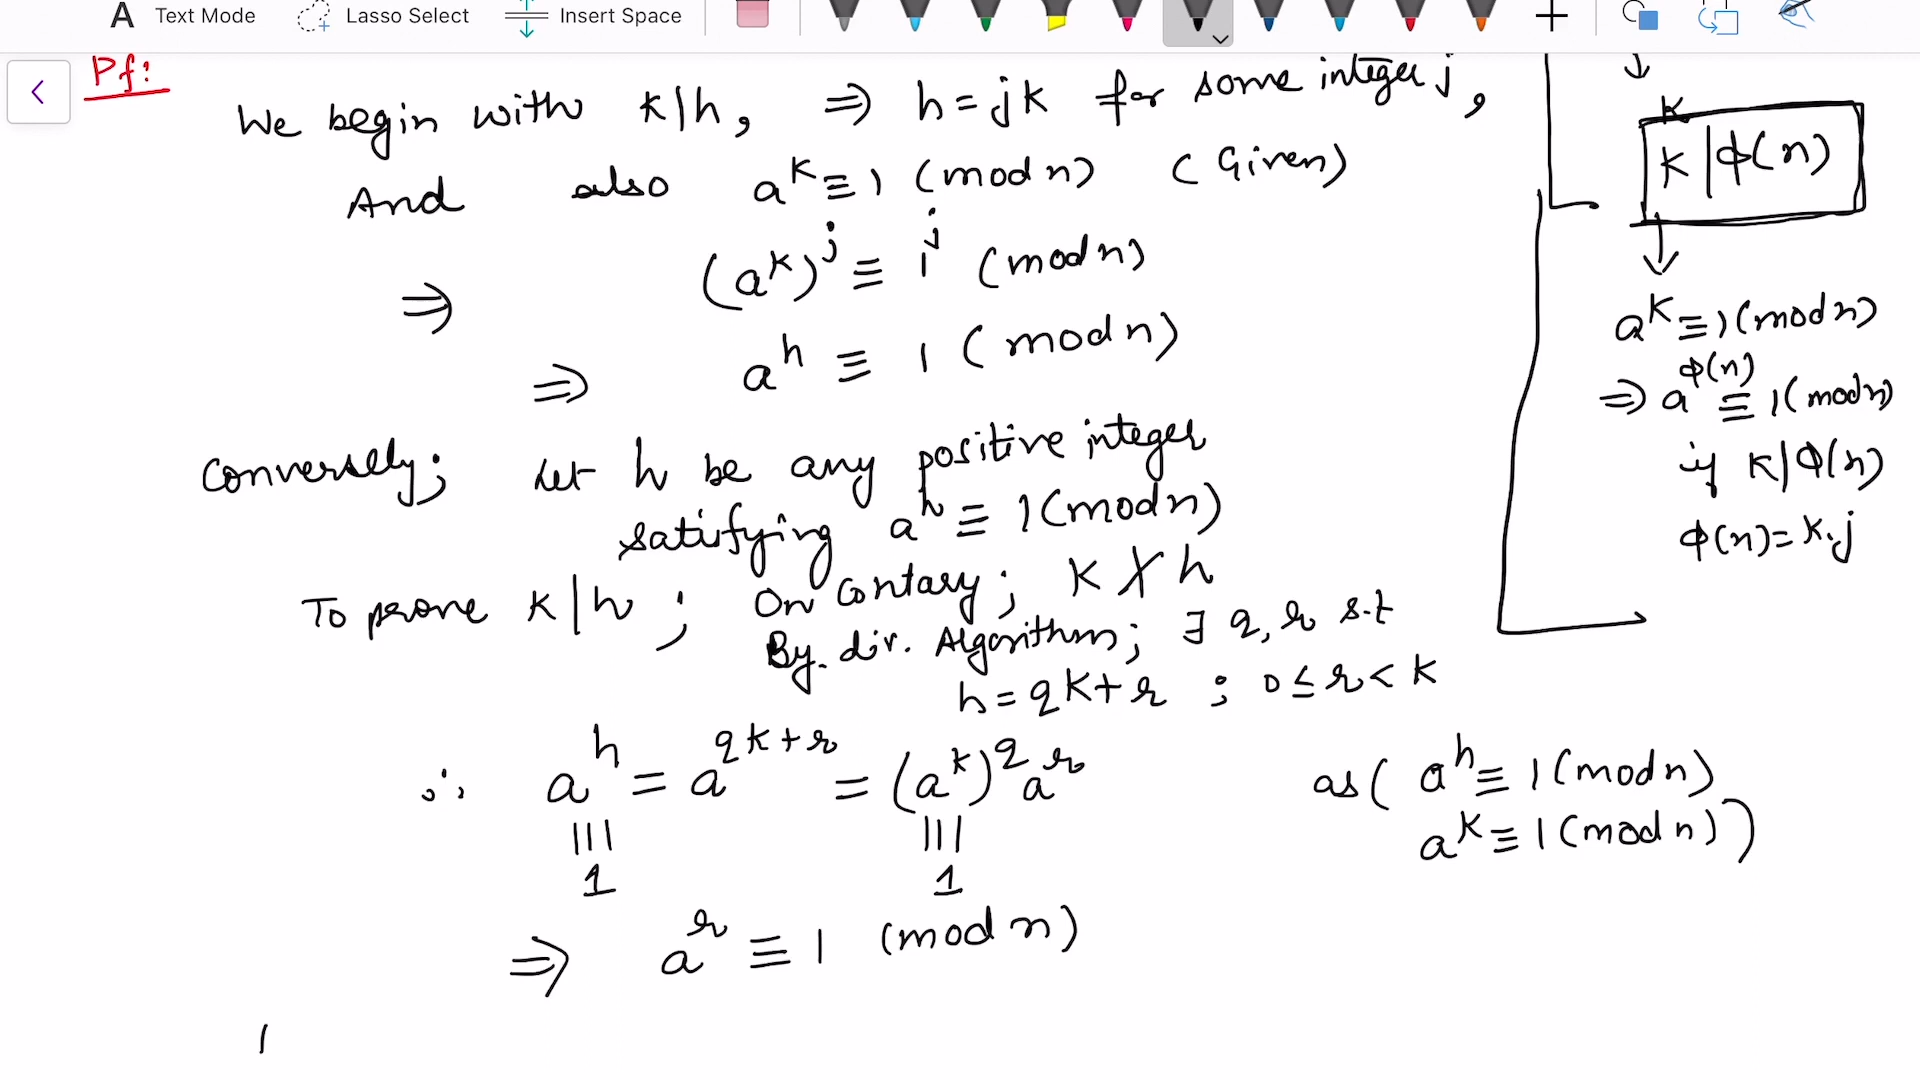 Text Mode Lasso Select Insert Space
Pf:
We begin with k|h, ⇒ h=jk for some integer j,
And also a^k ≡ 1 (mod n) (Given)
⇒ (a^k)^j ≡ 1^j (mod n)
⇒ a^h ≡ 1 (mod n)
Conversely; Let h be any positive integer
satisfying a^h ≡ 1 (mod n)
To prove k|h ; On Contary; k ∤ h
By. div. Algorithm; ∃ q, r s.t
h = qk + r ; 0 ≤ r < k
∴ a^h = a^(qk+r) = (a^k)^q a^r as ( a^h ≡ 1 (mod n)
||| ||| a^k ≡ 1 (mod n) )
1 1
⇒ a^r ≡ 1 (mod n)
k
k | φ(n)
a^k ≡ 1 (mod n)
⇒ a^φ(n) ≡ 1 (mod n)
if k|φ(n)
φ(n) = k.j